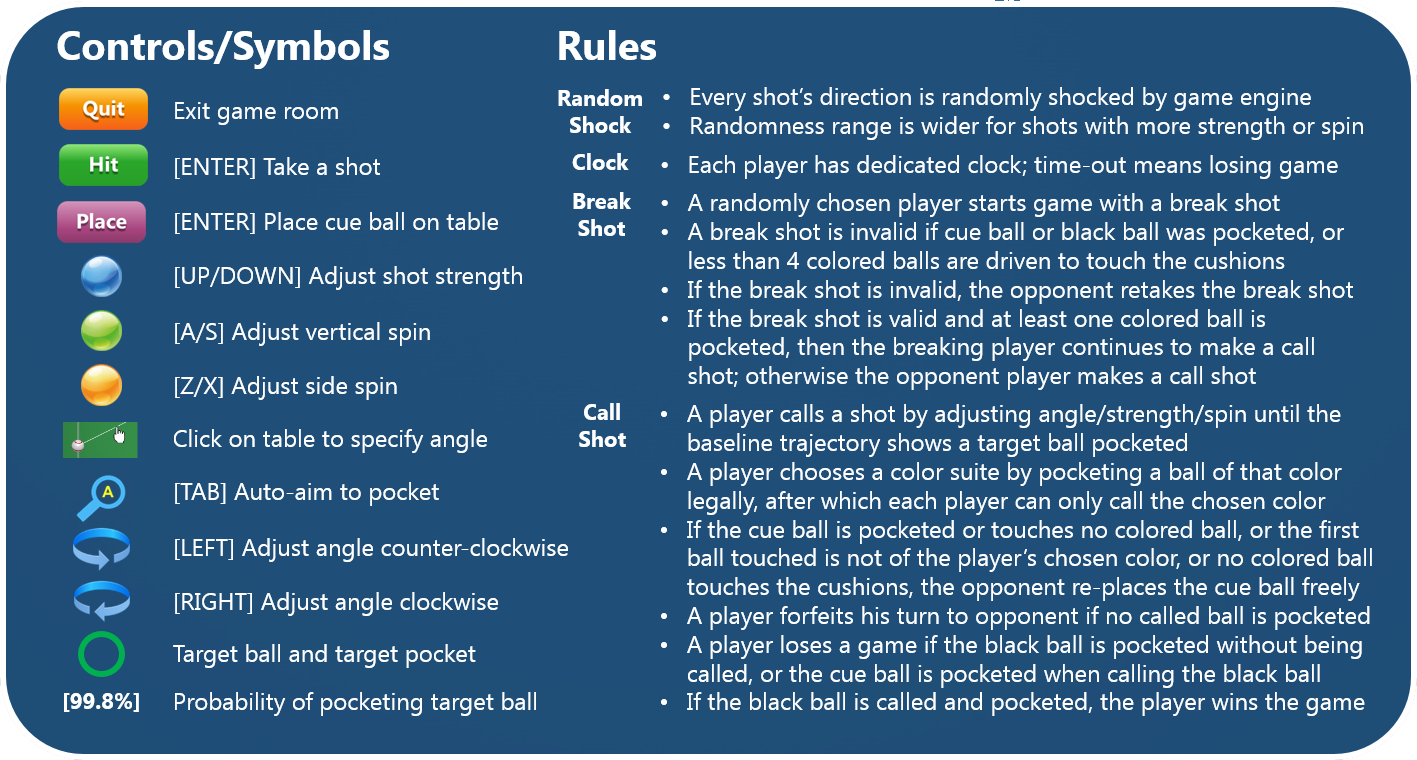 Controls/Symbols
Quit
Exit game room
Hit
[ENTER] Take a shot
Place
[ENTER] Place cue ball on table
[UP/DOWN] Adjust shot strength
[A/S] Adjust vertical spin
[Z/X] Adjust side spin
Click on table to specify angle
A
[TAB] Auto-aim to pocket
[LEFT] Adjust angle counter-clockwise
[RIGHT] Adjust angle clockwise
Target ball and target pocket
[99.8%] Probability of pocketing target ball
Rules
Random
Shock
• Every shot's direction is randomly shocked by game engine
• Randomness range is wider for shots with more strength or spin
Clock
• Each player has dedicated clock; time-out means losing game
Break
Shot
• A randomly chosen player starts game with a break shot
• A break shot is invalid if cue ball or black ball was pocketed, or
less than 4 colored balls are driven to touch the cushions
• If the break shot is invalid, the opponent retakes the break shot
• If the break shot is valid and at least one colored ball is
pocketed, then the breaking player continues to make a call
shot; otherwise the opponent player makes a call shot
Call
Shot
• A player calls a shot by adjusting angle/strength/spin until the
baseline trajectory shows a target ball pocketed
• A player chooses a color suite by pocketing a ball of that color
legally, after which each player can only call the chosen color
• If the cue ball is pocketed or touches no colored ball, or the first
ball touched is not of the player's chosen color, or no colored ball
touches the cushions, the opponent re-places the cue ball freely
• A player forfeits his turn to opponent if no called ball is pocketed
• A player loses a game if the black ball is pocketed without being
called, or the cue ball is pocketed when calling the black ball
• If the black ball is called and pocketed, the player wins the game